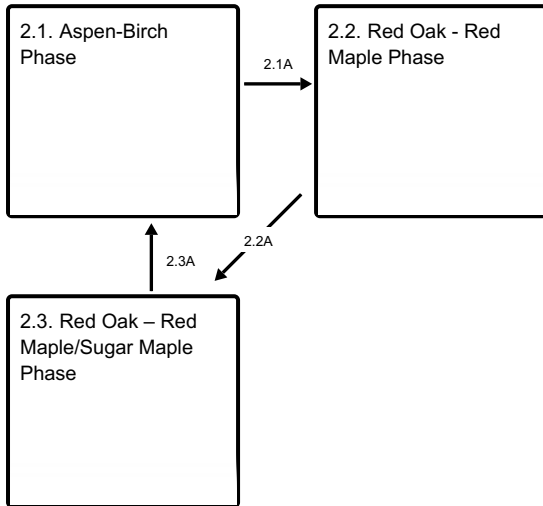 2.1. Aspen-Birch
Phase
2.1A
2.2. Red Oak - Red
Maple Phase
2.2A
2.3A
2.3. Red Oak – Red
Maple/Sugar Maple
Phase